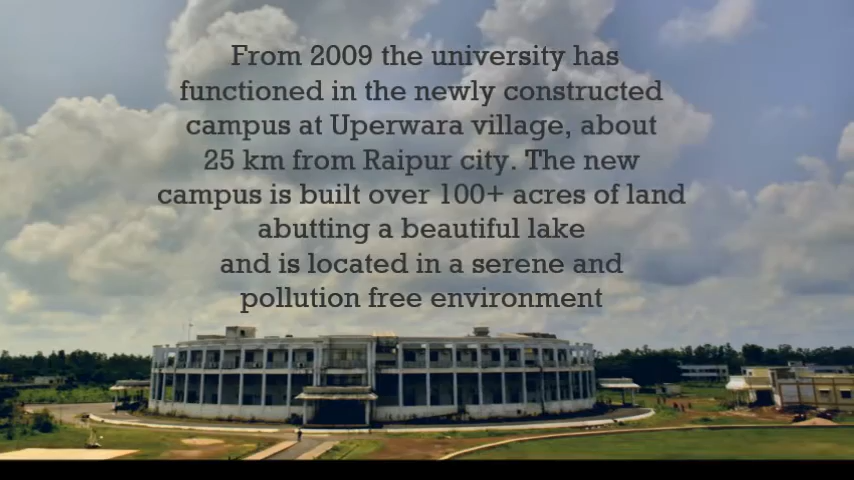 From 2009 the university has
functioned in the newly constructed
campus at Uperwara village, about
25 km from Raipur city. The new
campus is built over 100+ acres of land
abutting a beautiful lake
and is located in a serene and
pollution free environment